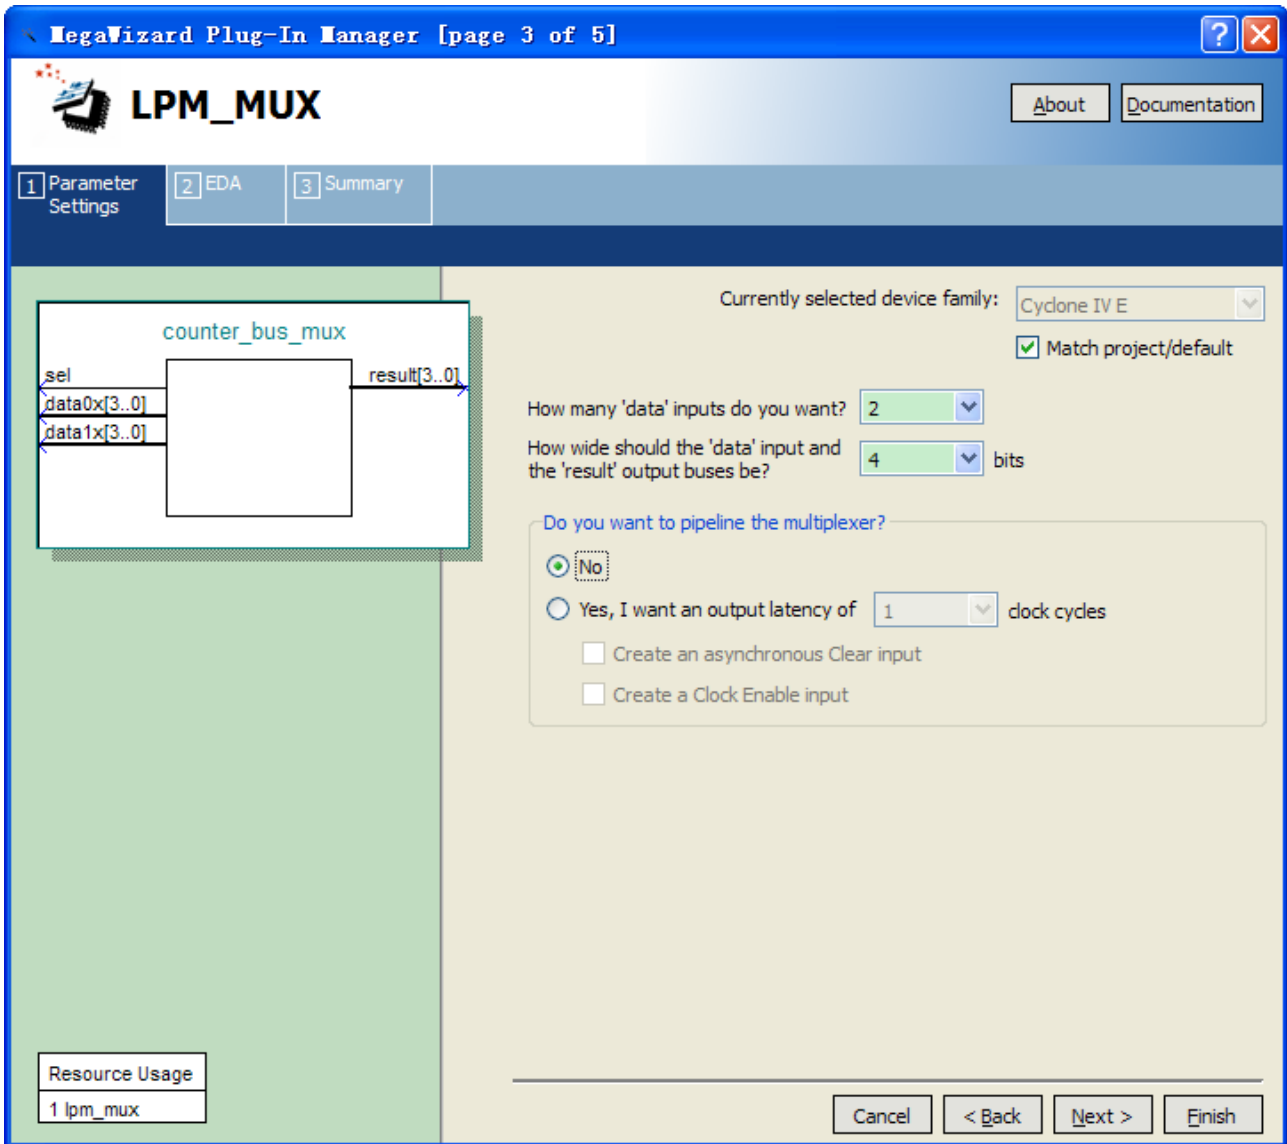 MegaWizard Plug-In Manager [page 3 of 5]
LPM_MUX
About
Documentation
1 Parameter Settings
2 EDA
3 Summary
counter_bus_mux
sel
data0x[3..0]
data1x[3..0]
result[3..0]
Currently selected device family:
Cyclone IV E
Match project/default
How many 'data' inputs do you want?
2
How wide should the 'data' input and
the 'result' output buses be?
4
bits
Do you want to pipeline the multiplexer?
No
Yes, I want an output latency of
1
clock cycles
Create an asynchronous Clear input
Create a Clock Enable input
Resource Usage
1 lpm_mux
Cancel
< Back
Next >
Finish